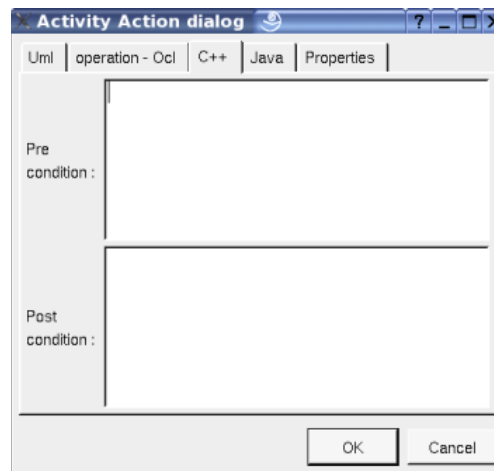 Activity Action dialog
Uml operation - Ocl C++ Java Properties
Pre
condition :
Post
condition :
OK Cancel